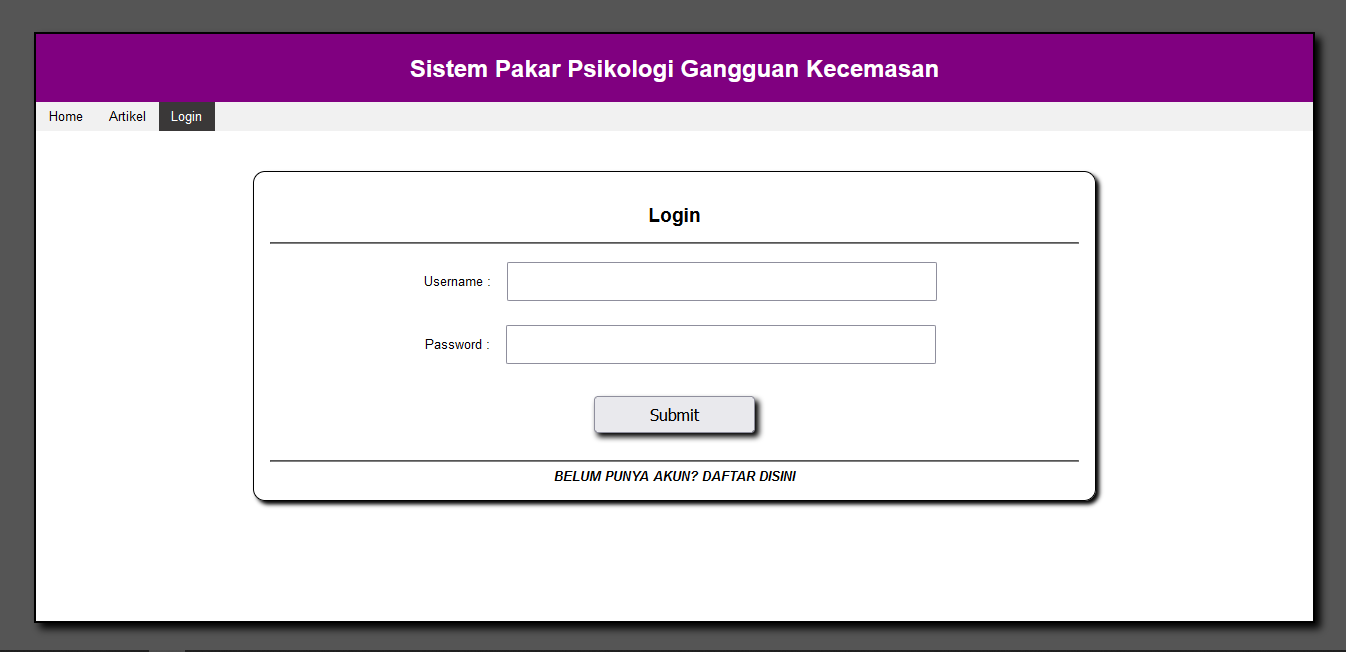 Sistem Pakar Psikologi Gangguan Kecemasan
Home Artikel Login
Login
Username :
Password :
Submit
BELUM PUNYA AKUN? DAFTAR DISINI